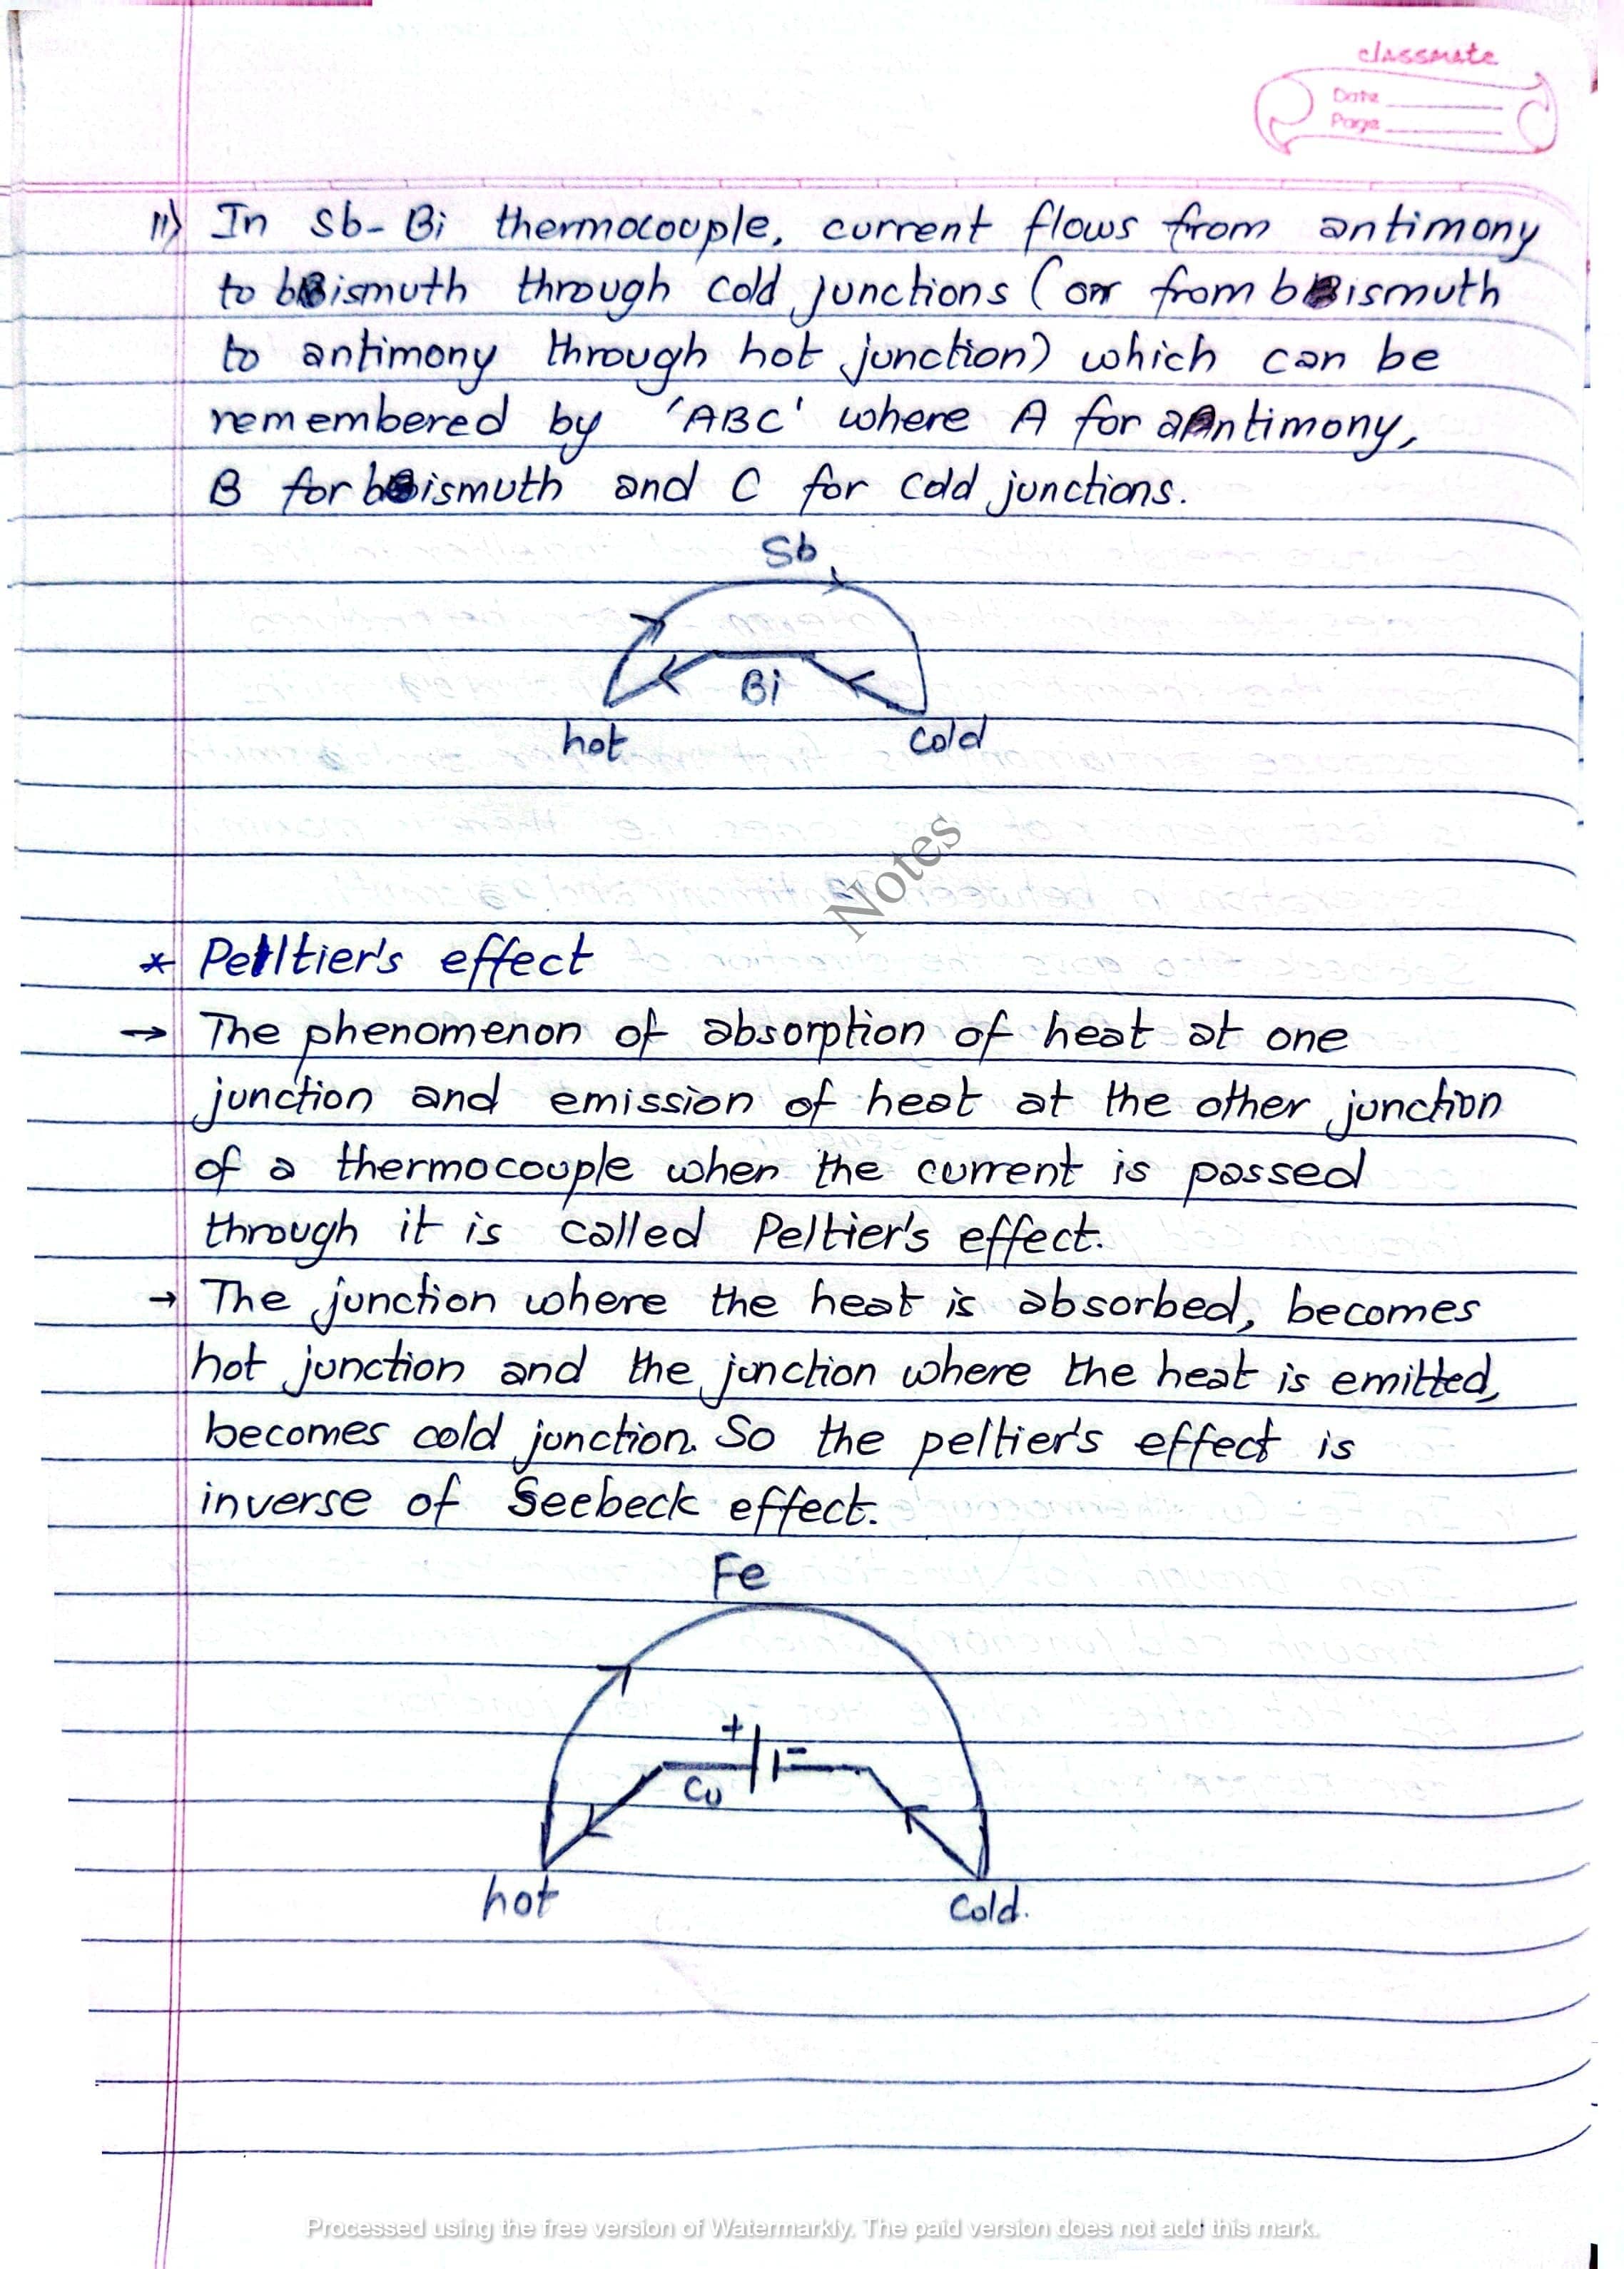 classmate
Date
Page
ii) In Sb-Bi thermocouple, current flows from antimony
to bismuth through cold junctions (or from bismuth
to antimony through hot junction) which can be
remembered by 'ABC' where A for antimony,
B for bismuth and C for cold junctions.
Sb
Bi
hot cold
Notes
* Peltier's effect
→ The phenomenon of absorption of heat at one
junction and emission of heat at the other junction
of a thermocouple when the current is passed
through it is called Peltier's effect.
→ The junction where the heat is absorbed, becomes
hot junction and the junction where the heat is emitted,
becomes cold junction. So the peltier's effect is
inverse of Seebeck effect.
Fe
+ -
Cu
hot Cold.
Processed using the free version of Watermarkly. The paid version does not add this mark.